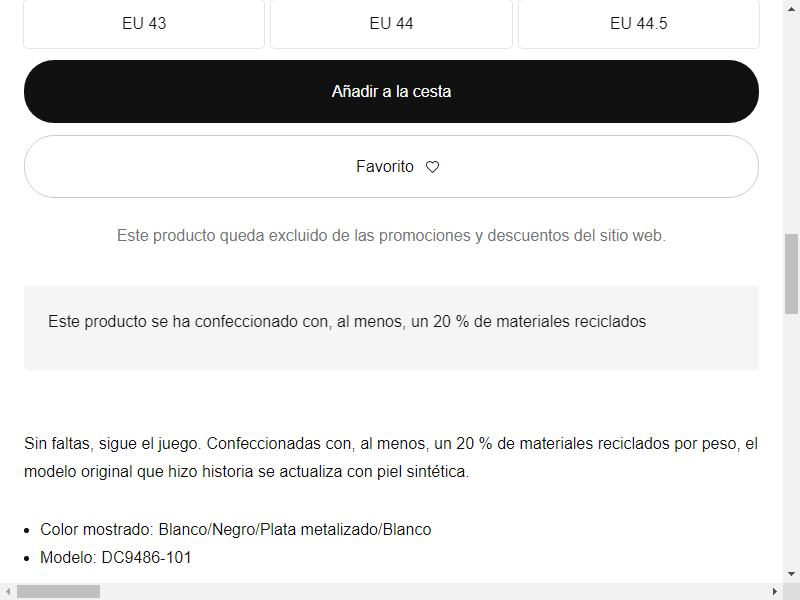 EU 43
EU 44
EU 44.5
Añadir a la cesta
Favorito
Este producto queda excluido de las promociones y descuentos del sitio web.
Este producto se ha confeccionado con, al menos, un 20 % de materiales reciclados
Sin faltas, sigue el juego. Confeccionadas con, al menos, un 20 % de materiales reciclados por peso, el
modelo original que hizo historia se actualiza con piel sintética.
Color mostrado: Blanco/Negro/Plata metalizado/Blanco
Modelo: DC9486-101